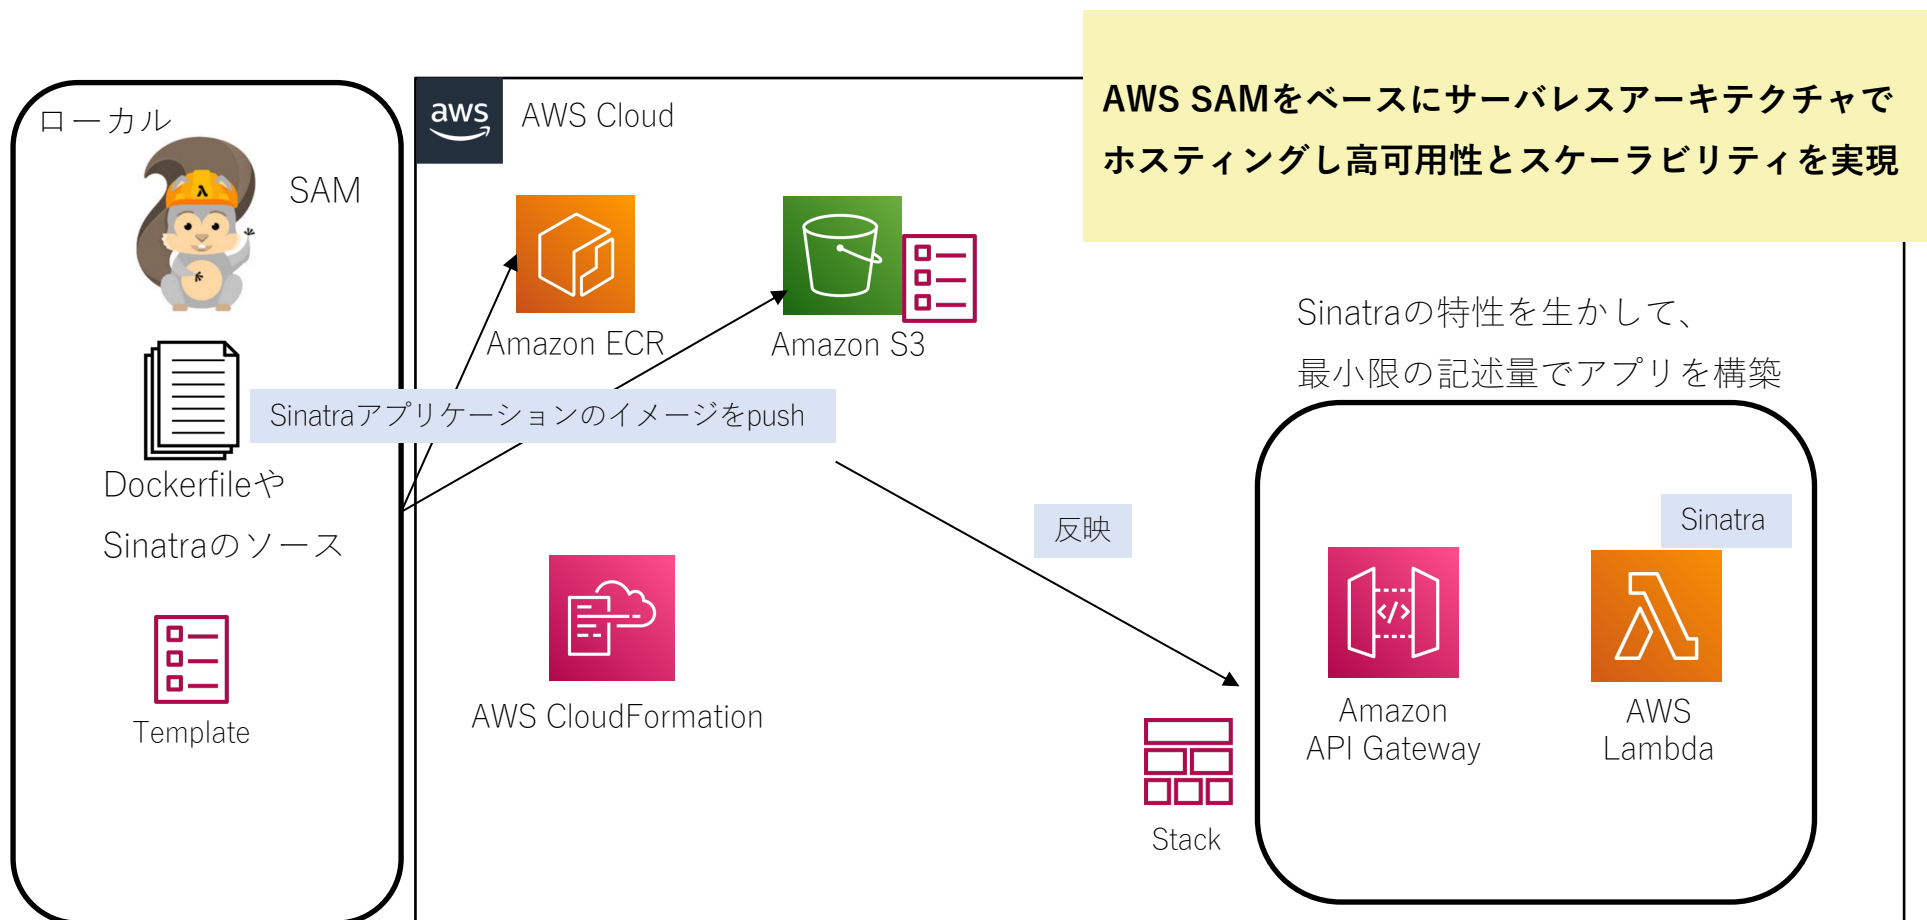 AWS SAMをベースにサーバレスアーキテクチャで
ホスティングし高可用性とスケーラビリティを実現
ローカル
SAM
aws
AWS Cloud
λ
Amazon ECR
Amazon S3
Sinatraの特性を生かして、
最小限の記述量でアプリを構築
Sinatraアプリケーションのイメージをpush
Dockerfileや
Sinatraのソース
反映
Sinatra
</>
Template
AWS CloudFormation
Amazon
API Gateway
AWS
Lambda
Stack